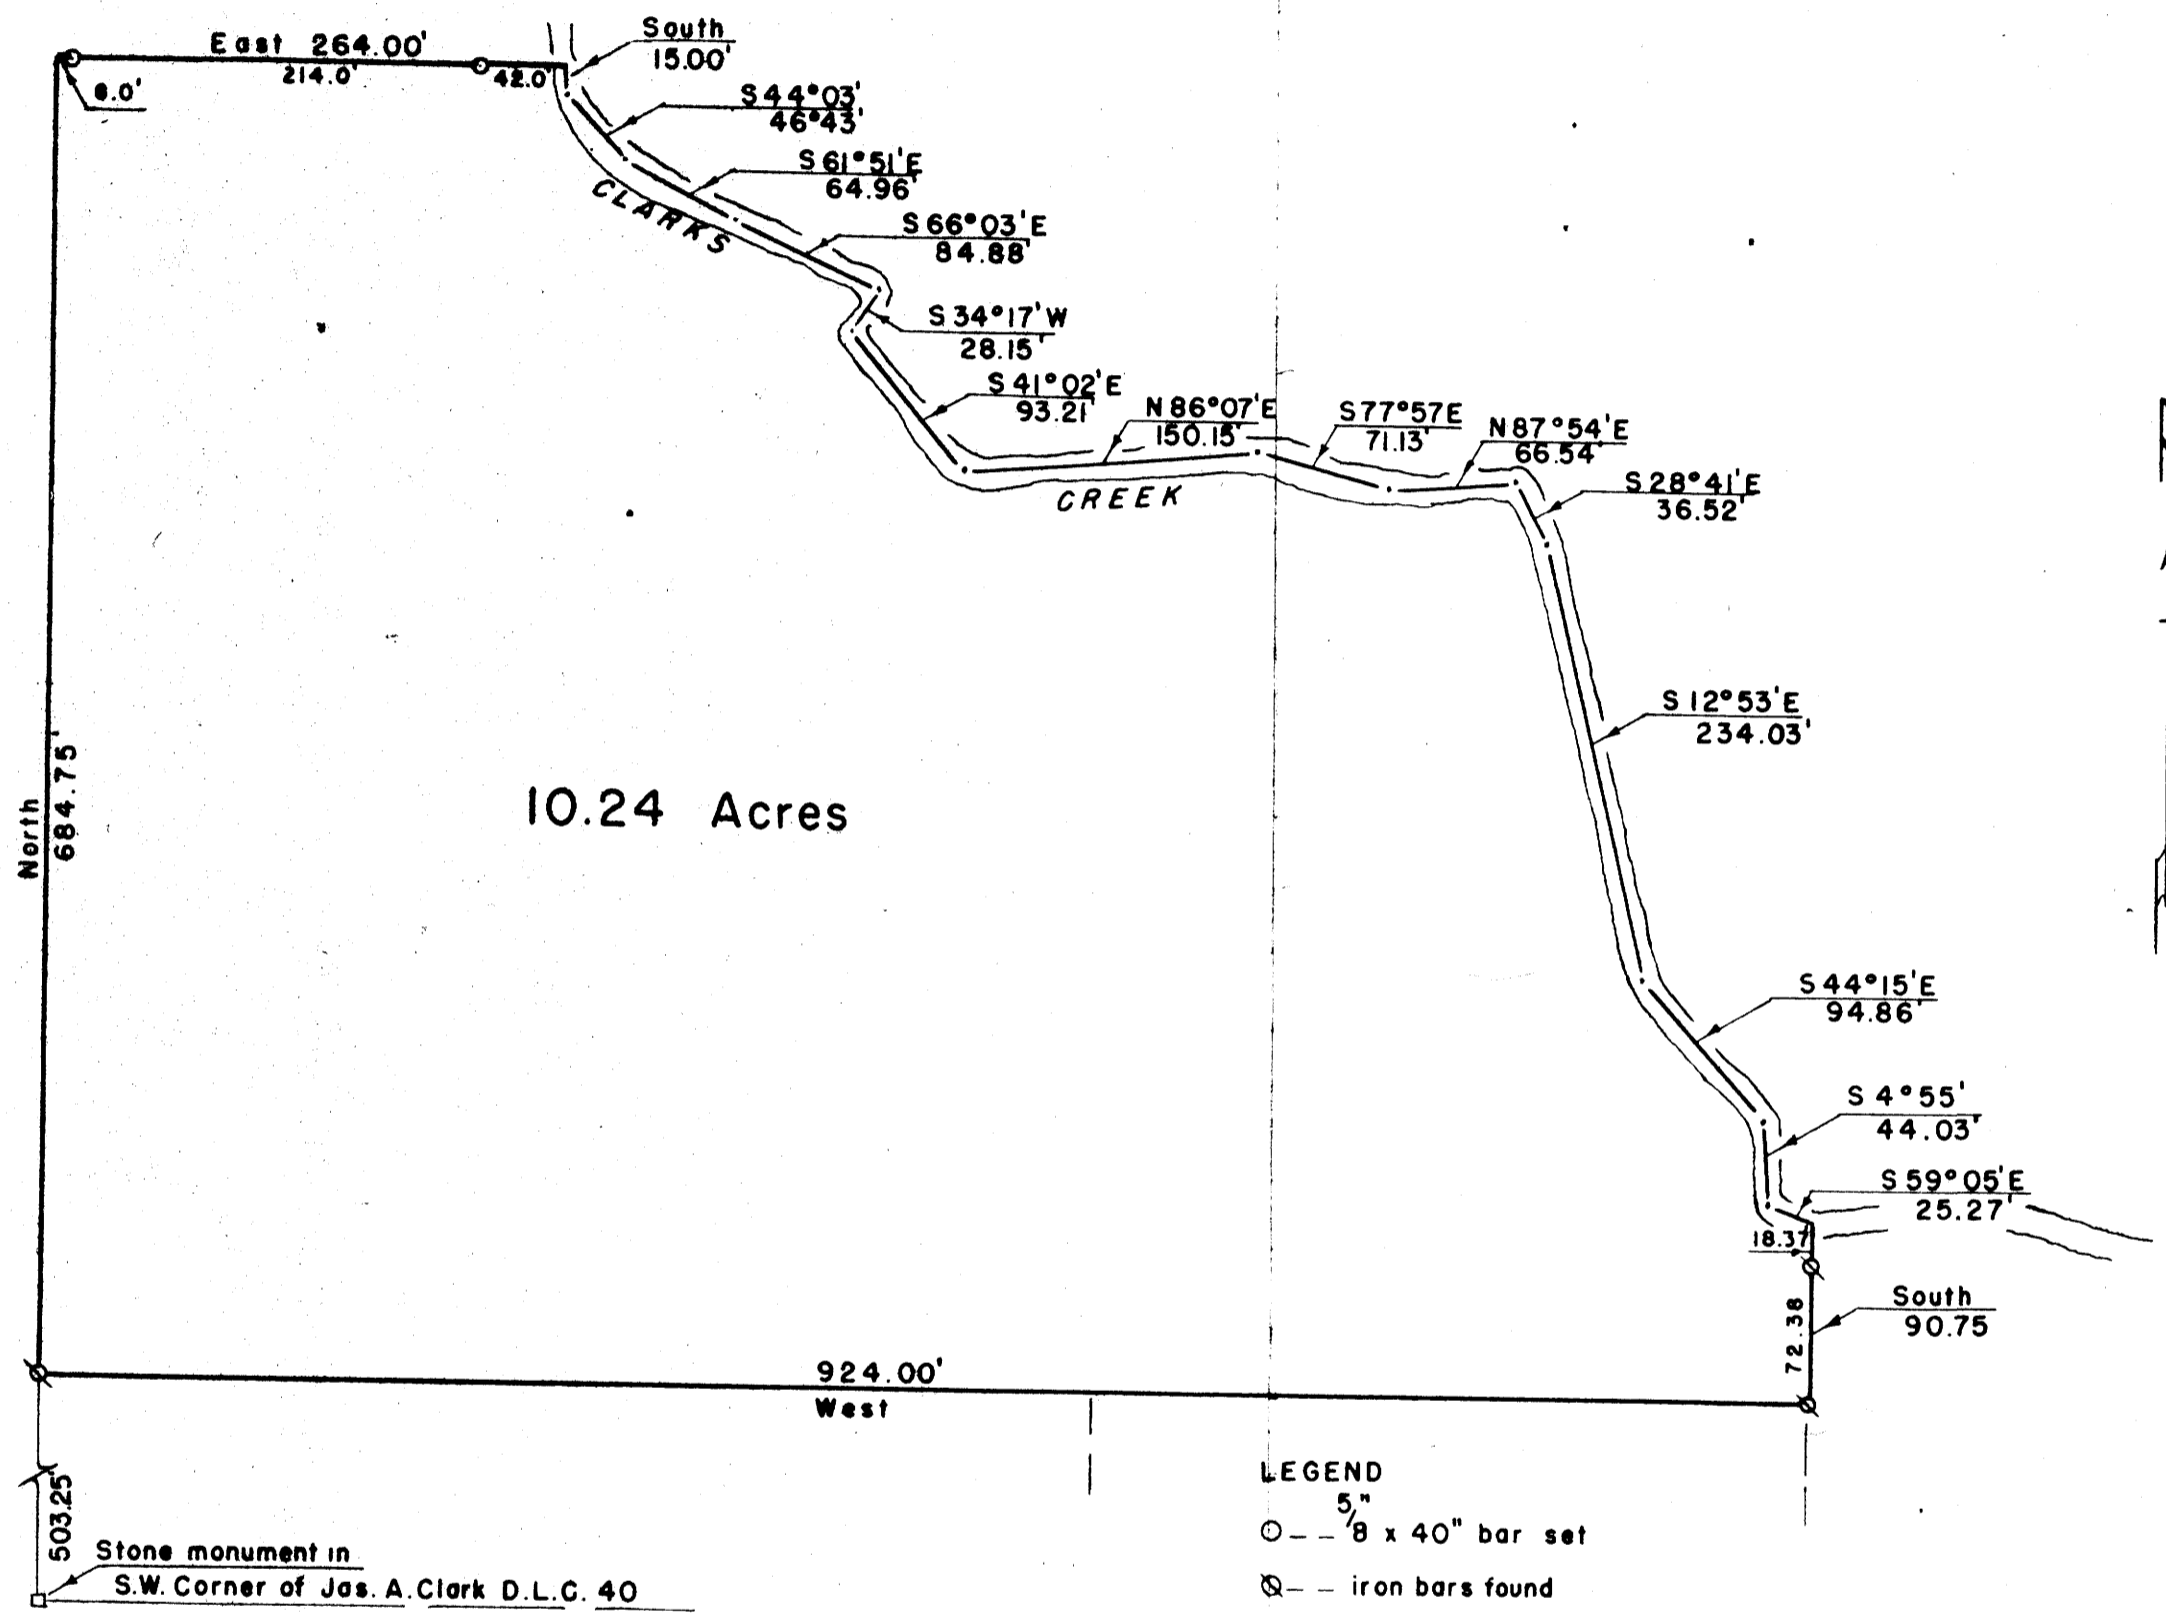 East 264.00'
214.0'
42.0'
8.0'
South
15.00'
S 44°03'
46°43'
S 61°51'E
64.96'
CLARKS
S 66°03'E
84.88'
S 34°17'W
28.15'
S 41°02'E
93.21'
N 86°07'E
150.15'
S77°57E
71.13'
N 87°54'E
66.54'
CREEK
S 28°41'E
36.52'
S 12°53'E
234.03'
North
684.75'
10.24 Acres
S 44°15'E
94.86'
S 4°55'
44.03'
S 59°05'E
25.27'
18.37
72.38
South
90.75
924.00'
West
503.25'
Stone monument in
S.W. Corner of Jas. A. Clark D.L.C. 40
LEGEND
5/8" x 40" bar set
iron bars found